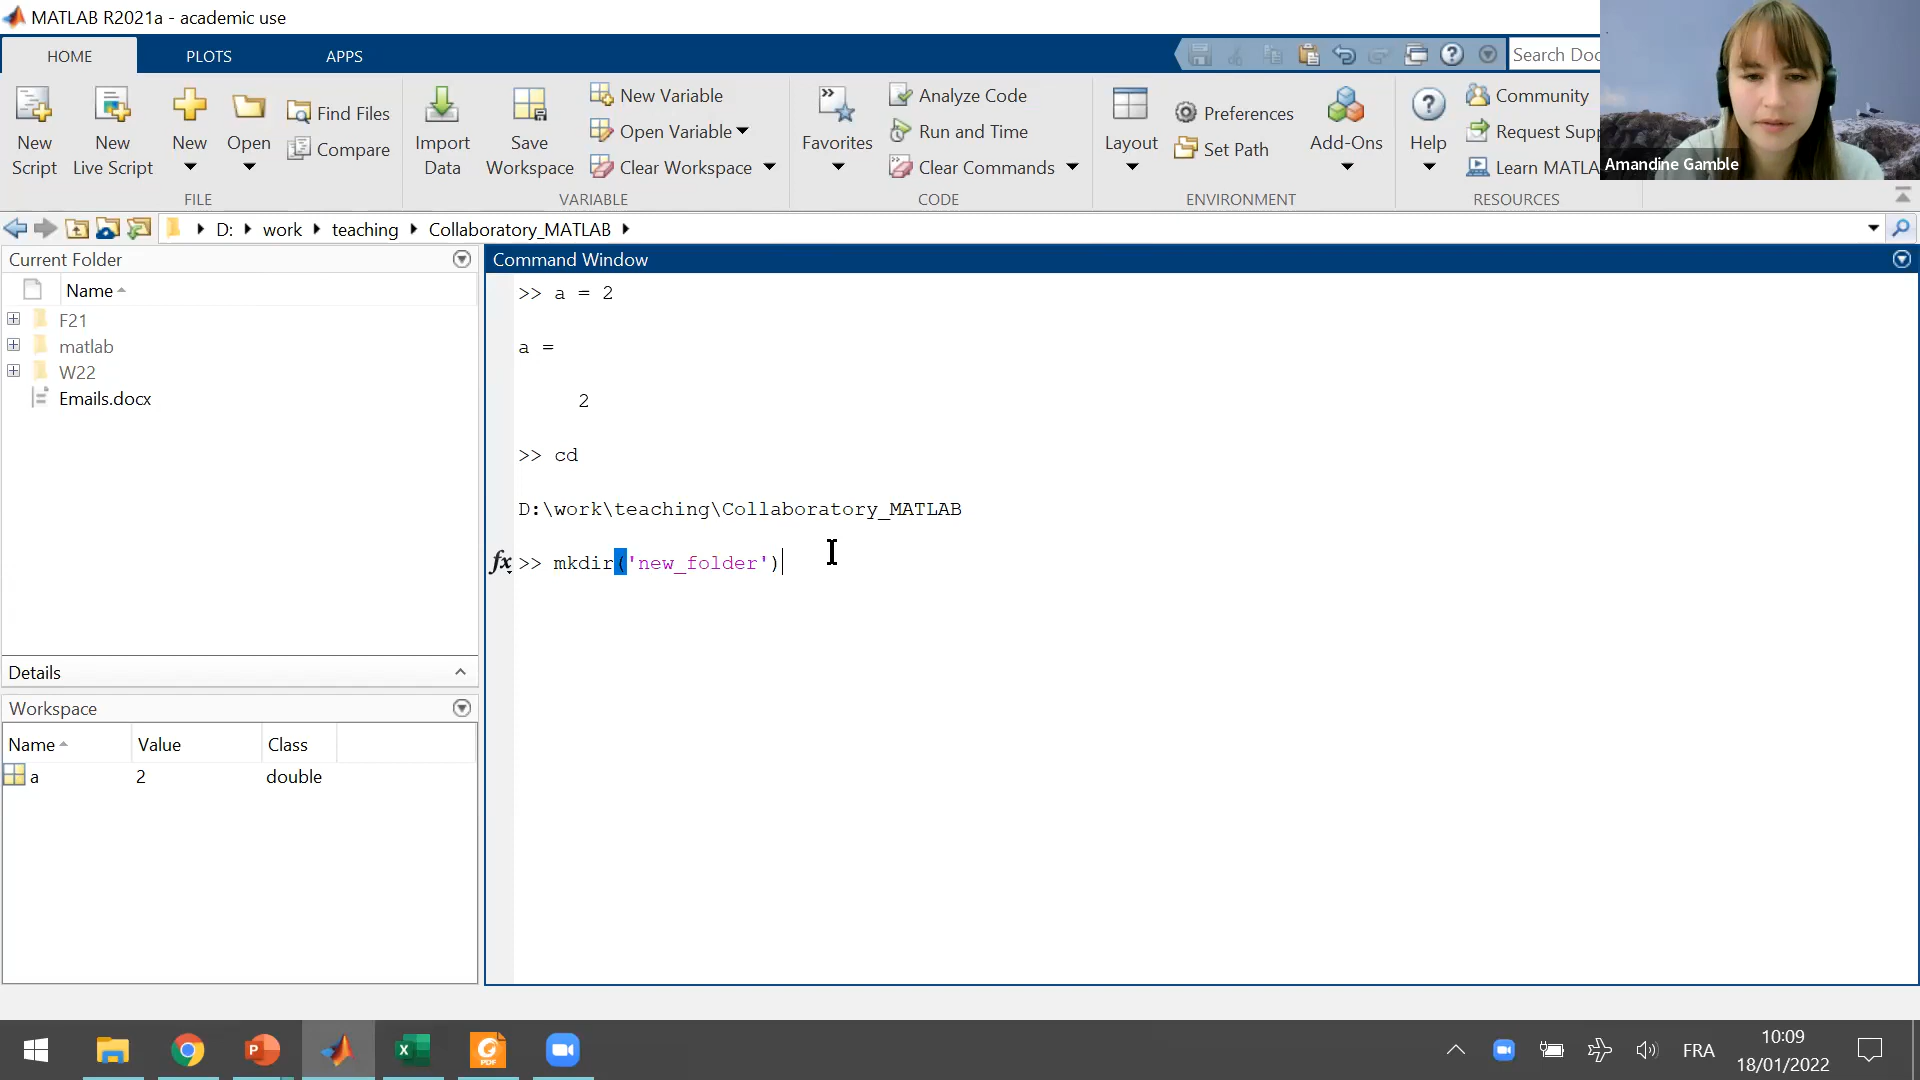 MATLAB R2021a - academic use
HOME PLOTS APPS
Search Doc
New Script
New Live Script
New
Open
Find Files
Compare
FILE
Import Data
Save Workspace
New Variable
Open Variable
Clear Workspace
VARIABLE
Favorites
Analyze Code
Run and Time
Clear Commands
CODE
Layout
Preferences
Set Path
Add-Ons
ENVIRONMENT
Help
Community
Request Supp
Learn MATLA
RESOURCES
Amandine Gamble
D: work teaching Collaboratory_MATLAB
Current Folder
Name
F21
matlab
W22
Emails.docx
Details
Workspace
Name Value Class
a 2 double
Command Window
>> a = 2
a =
2
>> cd
D:\work\teaching\Collaboratory_MATLAB
fx >> mkdir('new_folder')
PDF
FRA
10:09
18/01/2022